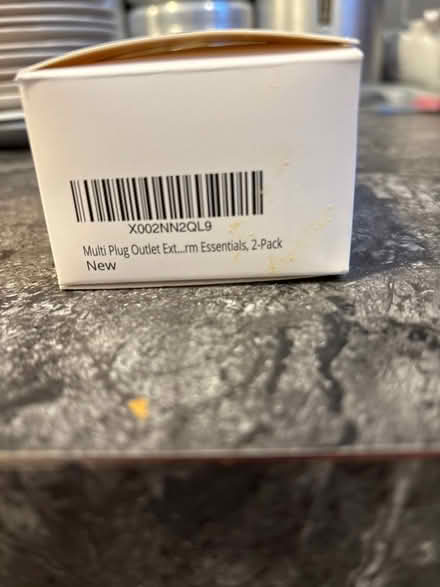 X002NN2QL9
Multi Plug Outlet Ext...rm Essentials, 2-Pack
New